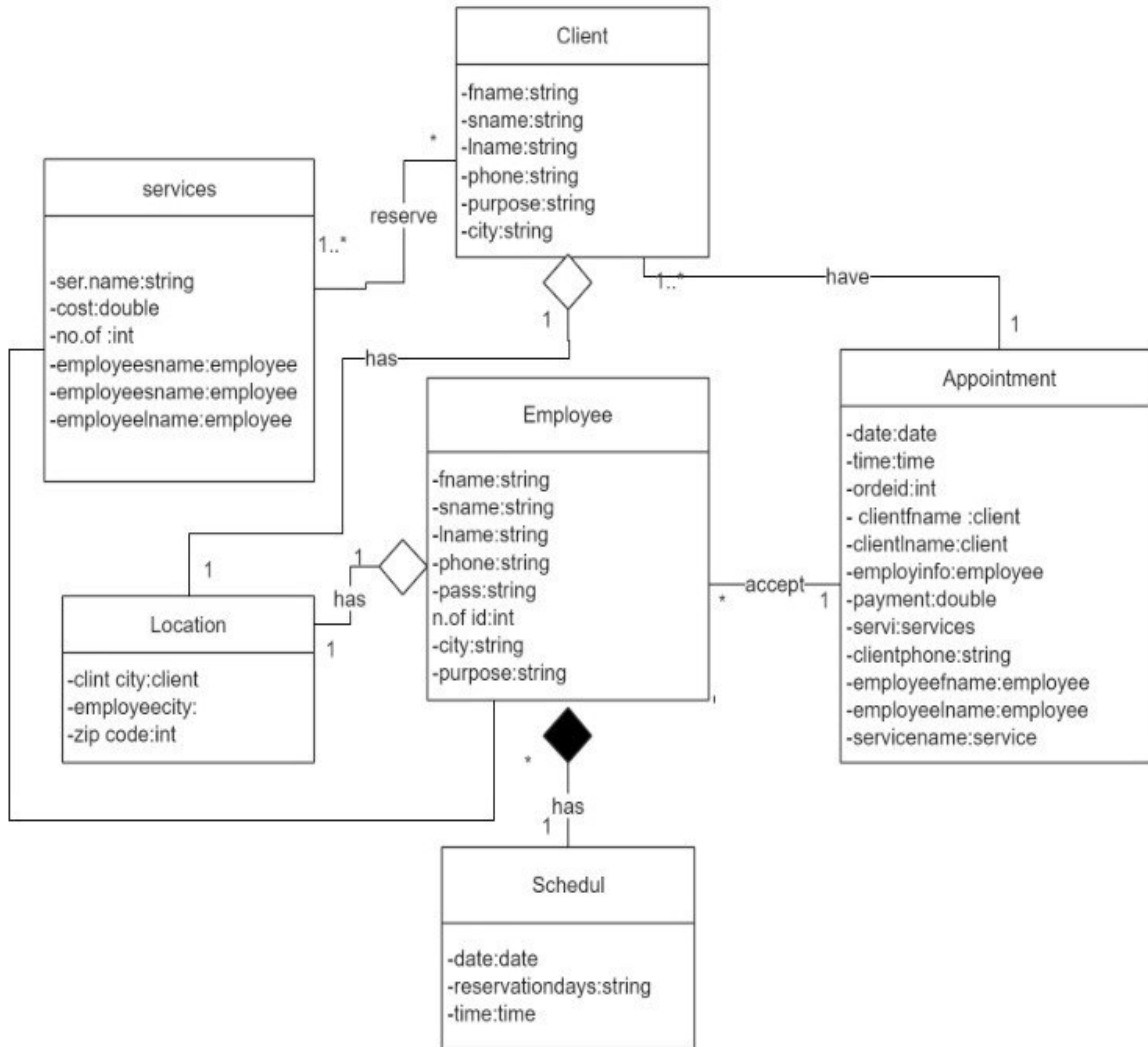 Client
-fname:string
-sname:string
-lname:string
-phone:string
-purpose:string
-city:string
*
reserve
1..*
services
-ser.name:string
-cost:double
-no.of :int
-employeesname:employee
-employeesname:employee
-employeelname:employee
1
has
1
1..*
have
1
Appointment
-date:date
-time:time
-ordeid:int
- clientfname :client
-clientlname:client
-employinfo:employee
-payment:double
-servi:services
-clientphone:string
-employeefname:employee
-employeelname:employee
-servicename:service
Employee
-fname:string
-sname:string
-lname:string
-phone:string
-pass:string
n.of id:int
-city:string
-purpose:string
1
has
1
*
accept
1
Location
-clint city:client
-employeecity:
-zip code:int
*
has
1
Schedul
-date:date
-reservationdays:string
-time:time